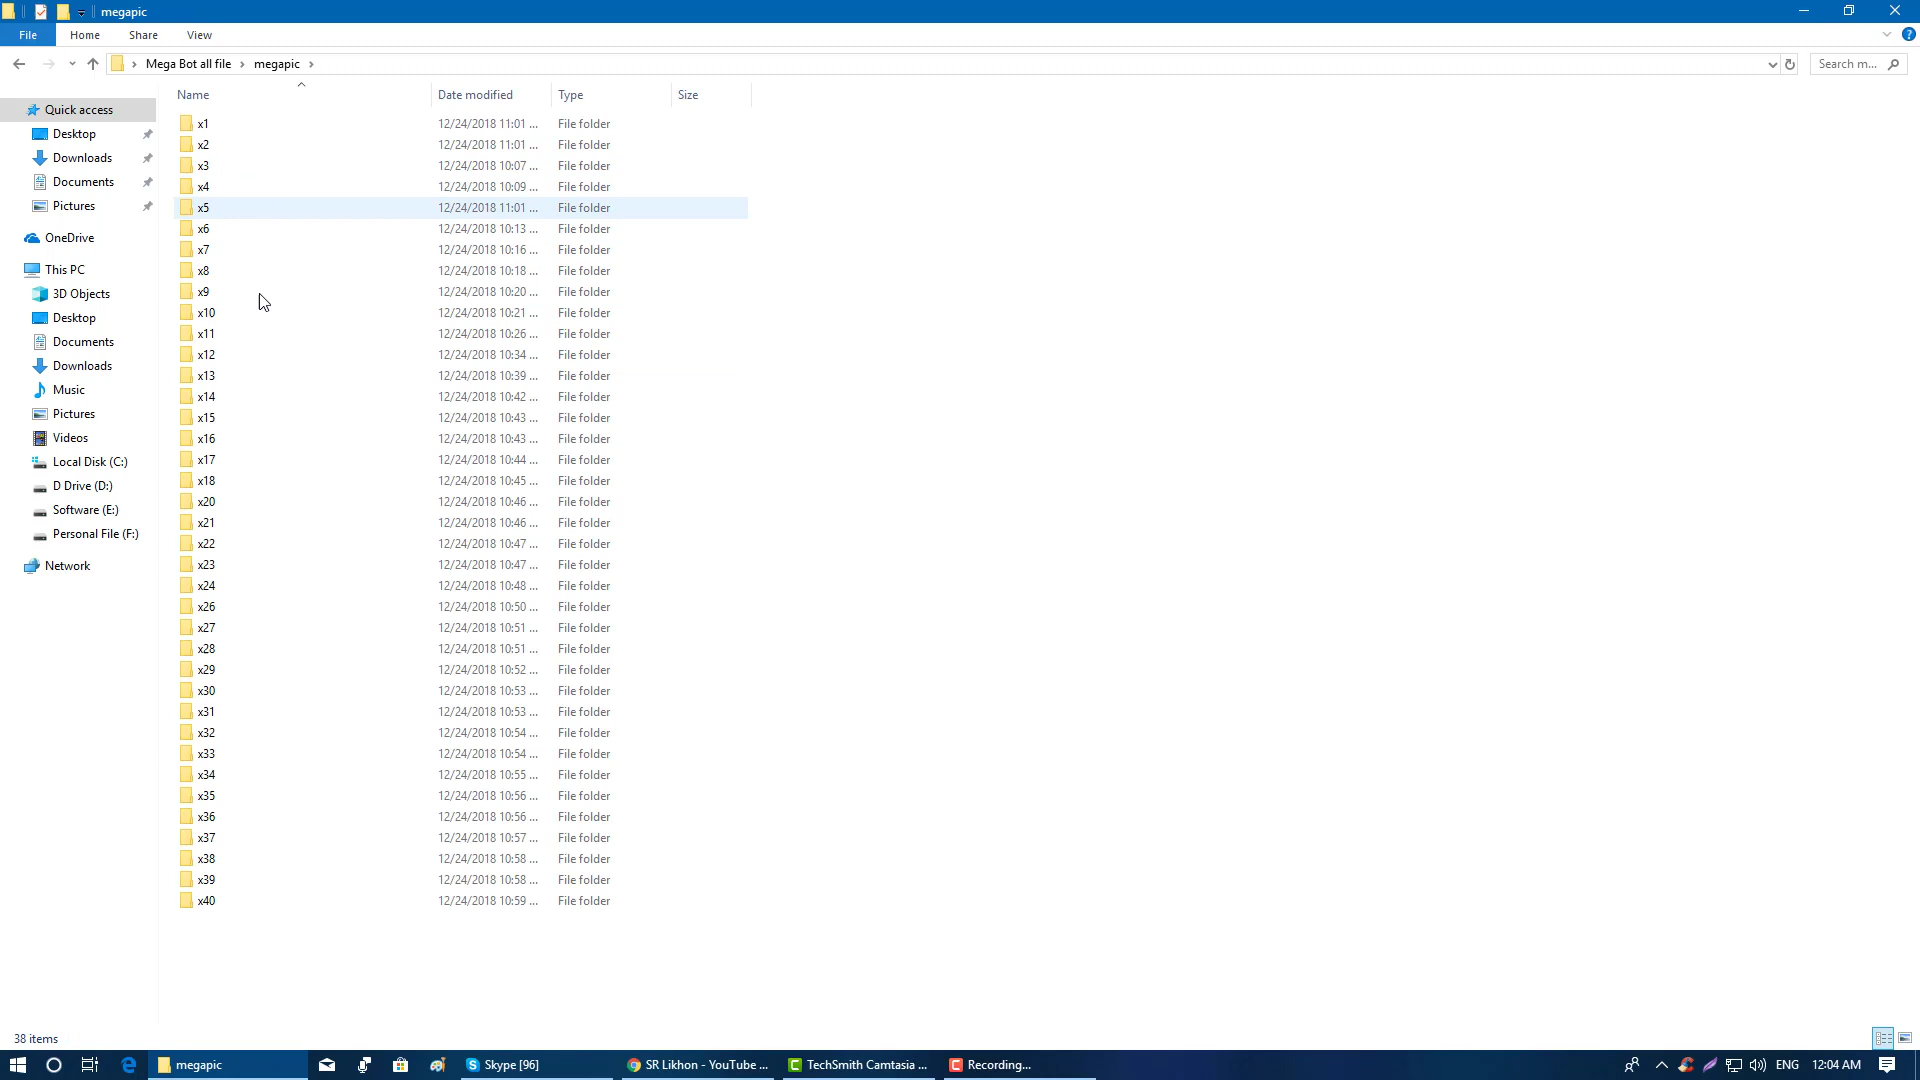 megapic
File Home Share View
Mega Bot all file megapic
Search m...
Name Date modified Type Size
Quick access
Desktop
Downloads
Documents
Pictures
OneDrive
This PC
3D Objects
Desktop
Documents
Downloads
Music
Pictures
Videos
Local Disk (C:)
D Drive (D:)
Software (E:)
Personal File (F:)
Network
x1 12/24/2018 11:01 ... File folder
x2 12/24/2018 11:01 ... File folder
x3 12/24/2018 10:07 ... File folder
x4 12/24/2018 10:09 ... File folder
x5 12/24/2018 11:01 ... File folder
x6 12/24/2018 10:13 ... File folder
x7 12/24/2018 10:16 ... File folder
x8 12/24/2018 10:18 ... File folder
x9 12/24/2018 10:20 ... File folder
x10 12/24/2018 10:21 ... File folder
x11 12/24/2018 10:26 ... File folder
x12 12/24/2018 10:34 ... File folder
x13 12/24/2018 10:39 ... File folder
x14 12/24/2018 10:42 ... File folder
x15 12/24/2018 10:43 ... File folder
x16 12/24/2018 10:43 ... File folder
x17 12/24/2018 10:44 ... File folder
x18 12/24/2018 10:45 ... File folder
x20 12/24/2018 10:46 ... File folder
x21 12/24/2018 10:46 ... File folder
x22 12/24/2018 10:47 ... File folder
x23 12/24/2018 10:47 ... File folder
x24 12/24/2018 10:48 ... File folder
x26 12/24/2018 10:50 ... File folder
x27 12/24/2018 10:51 ... File folder
x28 12/24/2018 10:51 ... File folder
x29 12/24/2018 10:52 ... File folder
x30 12/24/2018 10:53 ... File folder
x31 12/24/2018 10:53 ... File folder
x32 12/24/2018 10:54 ... File folder
x33 12/24/2018 10:54 ... File folder
x34 12/24/2018 10:55 ... File folder
x35 12/24/2018 10:56 ... File folder
x36 12/24/2018 10:56 ... File folder
x37 12/24/2018 10:57 ... File folder
x38 12/24/2018 10:58 ... File folder
x39 12/24/2018 10:58 ... File folder
x40 12/24/2018 10:59 ... File folder
38 items
megapic Skype [96] SR Likhon - YouTube ... TechSmith Camtasia ... Recording... ENG 12:04 AM